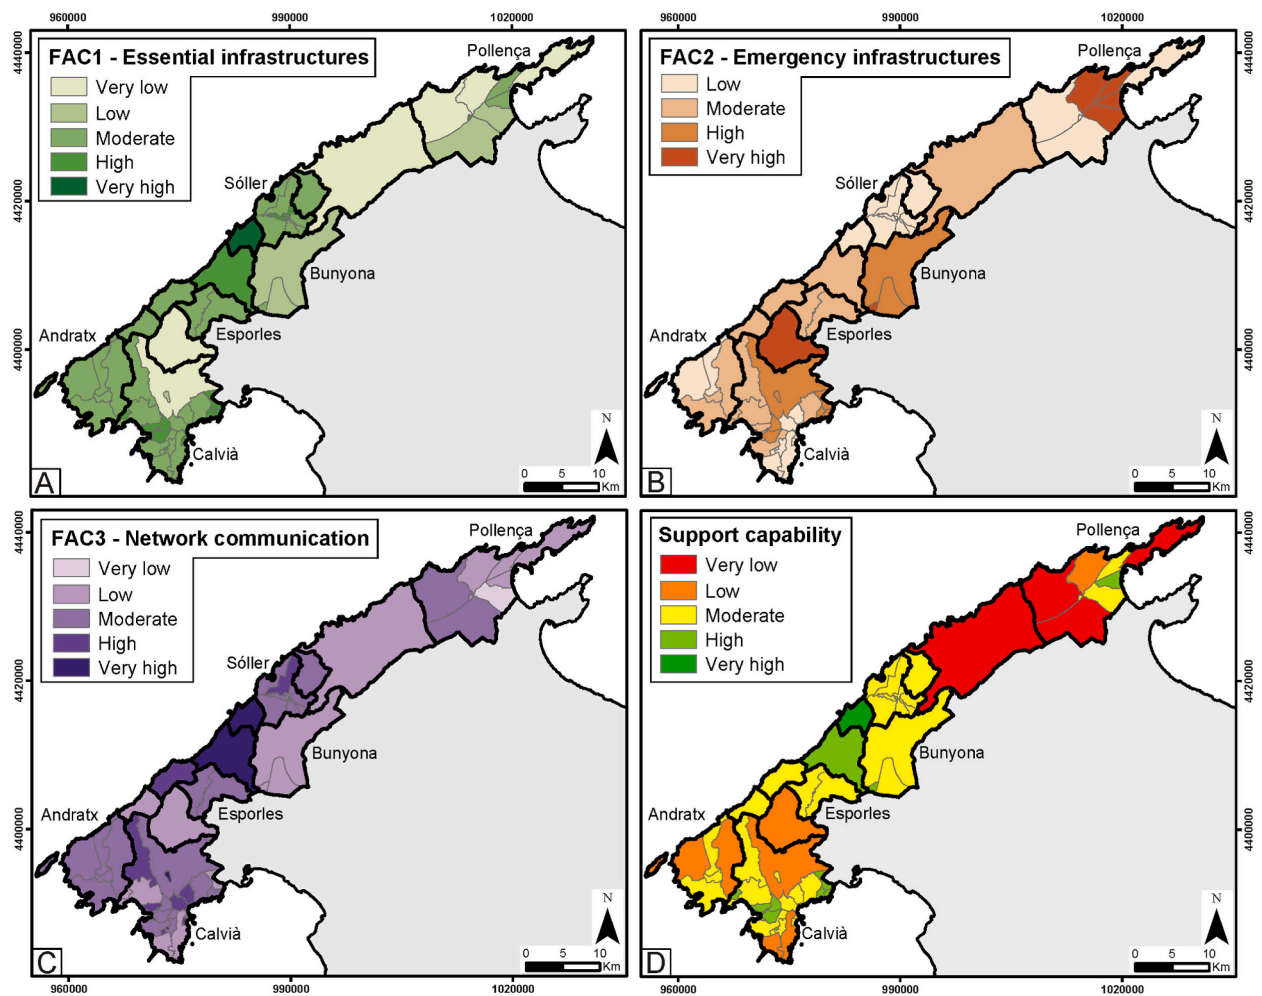 960000 990000 1020000
960000 990000 1020000
4440000
4420000
4400000
FAC1 - Essential infrastructures
Very low
Low
Moderate
High
Very high
Pollença
Sóller
Bunyona
Andratx
Esporles
Calvià
N
0 5 10
Km
A
FAC2 - Emergency infrastructures
Low
Moderate
High
Very high
Pollença
Sóller
Bunyona
Andratx
Esporles
Calvià
N
0 5 10
Km
B
4440000
4420000
4400000
4440000
4420000
4400000
FAC3 - Network communication
Very low
Low
Moderate
High
Very high
Pollença
Sóller
Bunyona
Andratx
Esporles
Calvià
N
0 5 10
Km
C
Support capability
Very low
Low
Moderate
High
Very high
Pollença
Sóller
Bunyona
Andratx
Esporles
Calvià
N
0 5 10
Km
D
4440000
4420000
4400000
960000 990000 1020000
960000 990000 1020000